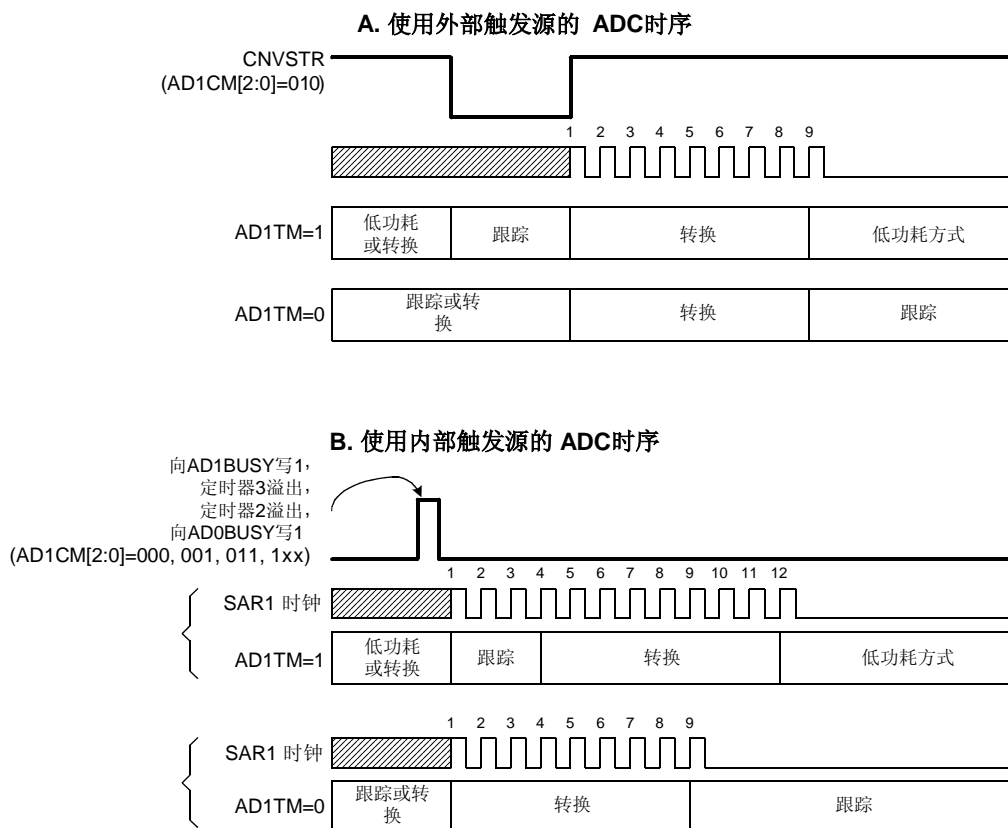 A. 使用外部触发源的 ADC时序
CNVSTR
(AD1CM[2:0]=010)
1 2 3 4 5 6 7 8 9
AD1TM=1
低功耗
或转换
跟踪
转换
低功耗方式
AD1TM=0
跟踪或转
换
转换
跟踪
B. 使用内部触发源的 ADC时序
向AD1BUSY写1,
定时器3溢出,
定时器2溢出,
向AD0BUSY写1
(AD1CM[2:0]=000, 001, 011, 1xx)
1 2 3 4 5 6 7 8 9 10 11 12
SAR1 时钟
AD1TM=1
低功耗
或转换
跟踪
转换
低功耗方式
1 2 3 4 5 6 7 8 9
SAR1 时钟
AD1TM=0
跟踪或转
换
转换
跟踪